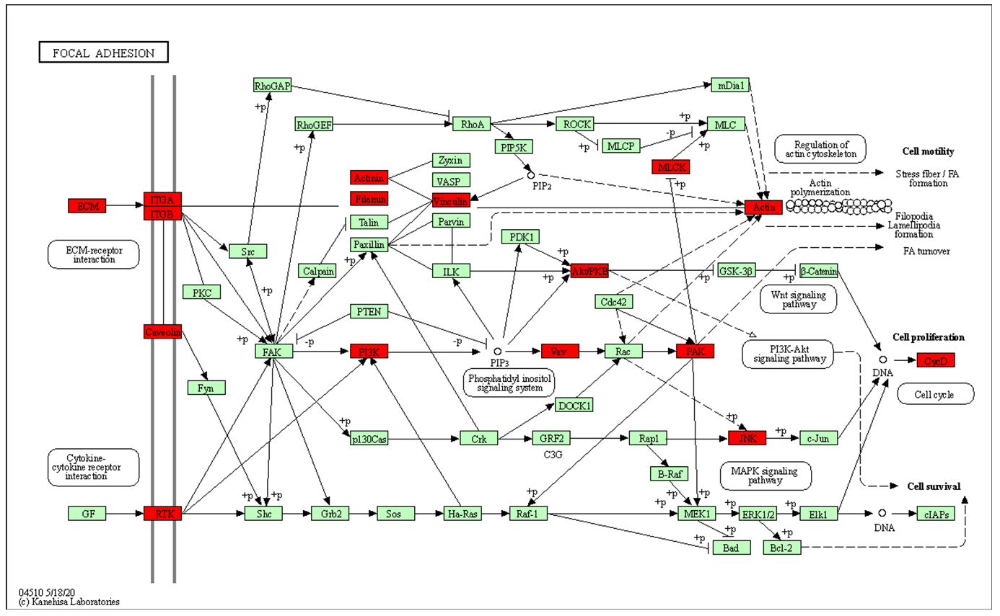 FOCAL ADHESION
RhoGAP
mDia1
+p
RhoGEF
RhoA
ROCK
+p
MLC
+p
PIP5K
+p
MLCP
-p
+p
Regulation of
actin cytoskeleton
Cell motility
Zyxin
Actinin
VASP
PIP2
MLCK
+p
Stress fiber / FA
formation
Actin
polymerization
ECM
ITGA
ITGB
Filamin
Vinculin
Actin
Talin
Parvin
Filopodia
Lamellipodia
formation
ECM-receptor
interaction
Src
Paxillin
PDK1
+p
+p
FA turnover
Calpain
ILK
+p
Akt/PKB
+p
GSK-3β
+p
β-Catenin
PKC
+p
Cdc42
Wnt signaling
pathway
PTEN
Caveolin
+p
-p
-p
Cell proliferation
FAK
PI3K
PIP3
Vav
Rac
PAK
PI3K-Akt
signaling pathway
CycD
DNA
Phosphatidyl inositol
signaling system
Fyn
Cell cycle
DOCK1
+p
+p
p130Cas
Crk
GRF2
C3G
Rap1
JNK
+p
c-Jun
Cytokine-
cytokine receptor
interaction
B-Raf
MAPK signaling
pathway
Cell survival
+p
+p
+p
+p
+p
+p
GF
RTK
Shc
Grb2
Sos
Ha-Ras
Raf-1
+p
MEK1
+p
ERK1/2
+p
Elk1
DNA
cIAPs
+p
+p
+p
Bad
Bcl-2
04510 5/18/20
(c) Kanehisa Laboratories